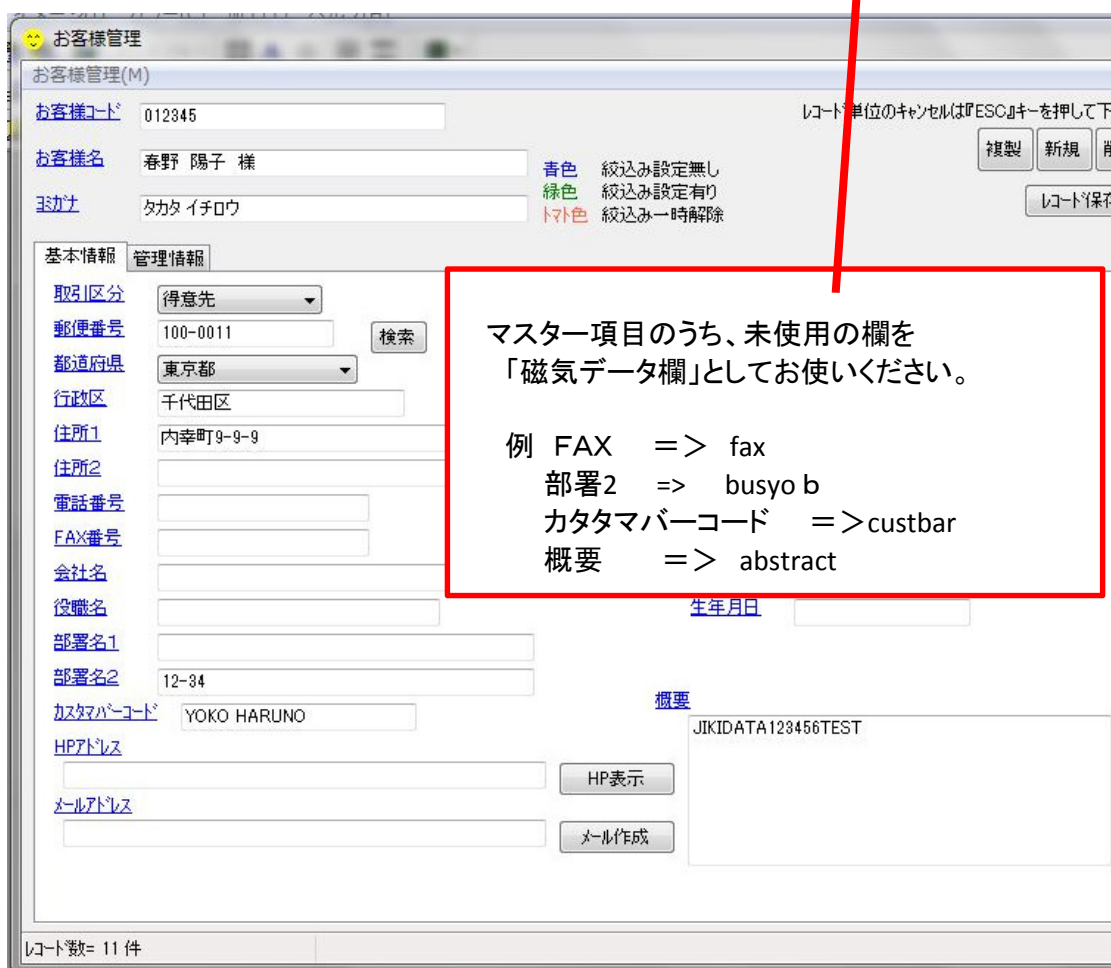 お客様管理
お客様管理(M)
お客様コード 012345
レコード単位のキャンセルは『ESC』キーを押して下
複製 新規 削
お客様名 春野 陽子 様
青色 絞込み設定無し
緑色 絞込み設定有り
トマト色 絞込み一時解除
ヨミガナ タカタ イチロウ
レコード保存
基本情報 管理情報
取引区分 得意先
郵便番号 100-0011 検索
都道府県 東京都
行政区 千代田区
住所1 内幸町9-9-9
住所2
電話番号
FAX番号
会社名
役職名
生年月日
部署名1
部署名2 12-34
カスタマバーコード YOKO HARUNO
概要
JIKIDATA123456TEST
HPアドレス
HP表示
メールアドレス
メール作成
レコード数= 11 件
マスター項目のうち、未使用の欄を
「磁気データ欄」としてお使いください。
例 FAX =＞ fax
部署2 => busyo b
カタタマバーコード ＝＞custbar
概要 ＝＞ abstract